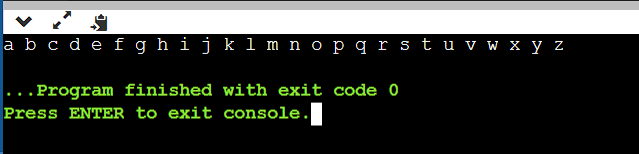 a b c d e f g h i j k l m n o p q r s t u v w x y z
...Program finished with exit code 0
Press ENTER to exit console.